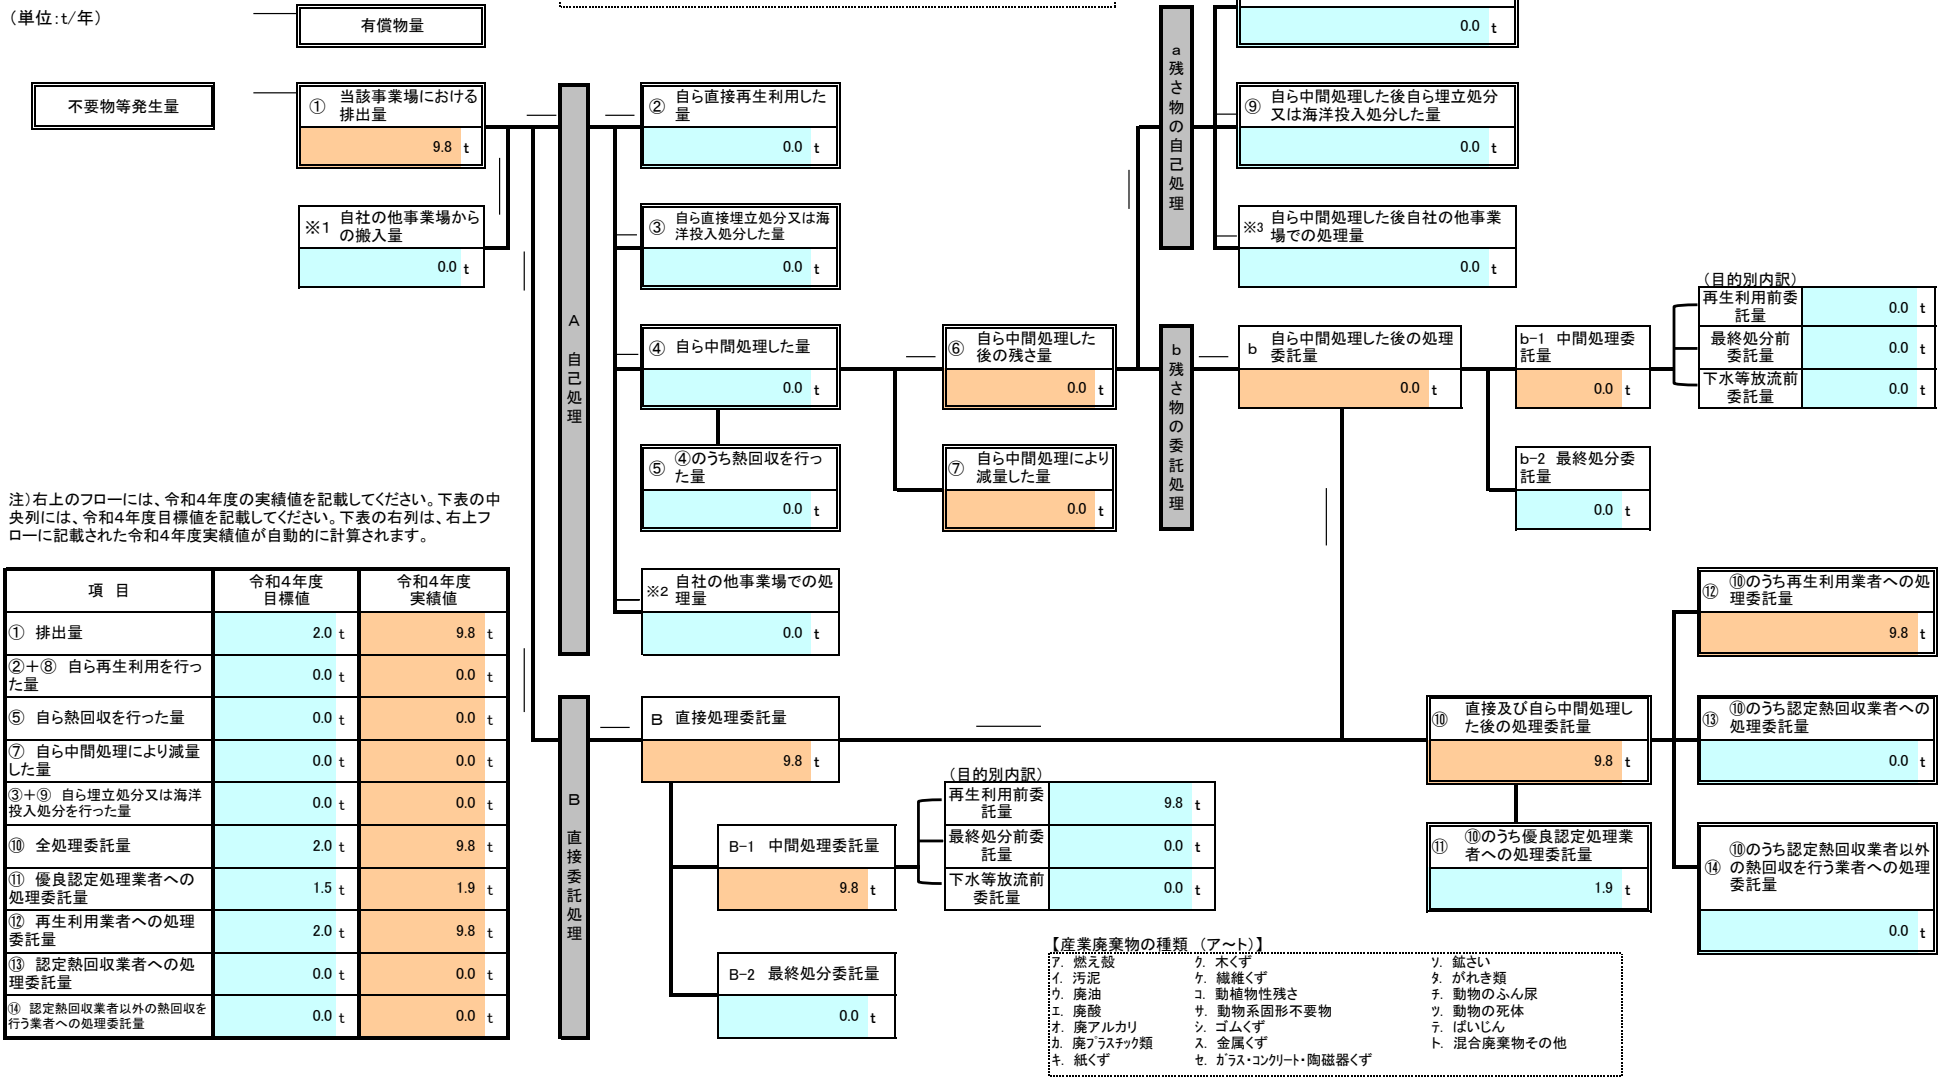 （単位:t/年）
有償物量
不要物等発生量
① 当該事業場における
排出量
9.8 t
※1 自社の他事業場から
の搬入量
0.0 t
A 自己処理
② 自ら直接再生利用した
量
0.0 t
③ 自ら直接埋立処分又は海
洋投入処分した量
0.0 t
④ 自ら中間処理した量
0.0 t
⑤ ④のうち熱回収を行っ
た量
0.0 t
※2 自社の他事業場での処
理量
0.0 t
⑥ 自ら中間処理した
後の残さ量
0.0 t
⑦ 自ら中間処理により
減量した量
0.0 t
a 残さ物の自己処理
0.0 t
⑨ 自ら中間処理した後自ら埋立処分
又は海洋投入処分した量
0.0 t
※3 自ら中間処理した後自社の他事業
場での処理量
0.0 t
b 残さ物の委託処理
b 自ら中間処理した後の処理
委託量
0.0 t
b-1 中間処理委
託量
0.0 t
b-2 最終処分委
託量
0.0 t
（目的別内訳）
再生利用前委
託量
0.0 t
最終処分前
委託量
0.0 t
下水等放流前
委託量
0.0 t
注）右上のフローには、令和4年度の実績値を記載してください。下表の中
央列には、令和4年度目標値を記載してください。下表の右列は、右上フ
ローに記載された令和4年度実績値が自動的に計算されます。
項 目
令和4年度
目標値
令和4年度
実績値
① 排出量 2.0 t 9.8 t
②＋⑧ 自ら再生利用を行っ
た量
0.0 t 0.0 t
⑤ 自ら熱回収を行った量 0.0 t 0.0 t
⑦ 自ら中間処理により減量
した量
0.0 t 0.0 t
③＋⑨ 自ら埋立処分又は海洋
投入処分を行った量
0.0 t 0.0 t
⑩ 全処理委託量 2.0 t 9.8 t
⑪ 優良認定処理業者への
処理委託量
1.5 t 1.9 t
⑫ 再生利用業者への処理
委託量
2.0 t 9.8 t
⑬ 認定熱回収業者への処
理委託量
0.0 t 0.0 t
⑭ 認定熱回収業者以外の熱回収を
行う業者への処理委託量
0.0 t 0.0 t
B 直接委託処理
B 直接処理委託量
9.8 t
B-1 中間処理委託量
9.8 t
B-2 最終処分委託量
0.0 t
（目的別内訳）
再生利用前委
託量
9.8 t
最終処分前委
託量
0.0 t
下水等放流前
委託量
0.0 t
⑩ 直接及び自ら中間処理し
た後の処理委託量
9.8 t
⑪ ⑩のうち優良認定処理業
者への処理委託量
1.9 t
⑫ ⑩のうち再生利用業者への処
理委託量
9.8 t
⑬ ⑩のうち認定熱回収業者への
処理委託量
0.0 t
⑭ ⑩のうち認定熱回収業者以外
の熱回収を行う業者への処理
委託量
0.0 t
【産業廃棄物の種類 （ア～ト）】
ア. 燃え殻
イ. 汚泥
ウ. 廃油
エ. 廃酸
オ. 廃アルカリ
カ. 廃プラスチック類
キ. 紙くず
ク. 木くず
ケ. 繊維くず
コ. 動植物性残さ
サ. 動物系固形不要物
シ. ゴムくず
ス. 金属くず
セ. ガラス・コンクリート・陶磁器くず
ソ. 鉱さい
タ. がれき類
チ. 動物のふん尿
ツ. 動物の死体
テ. ばいじん
ト. 混合廃棄物その他